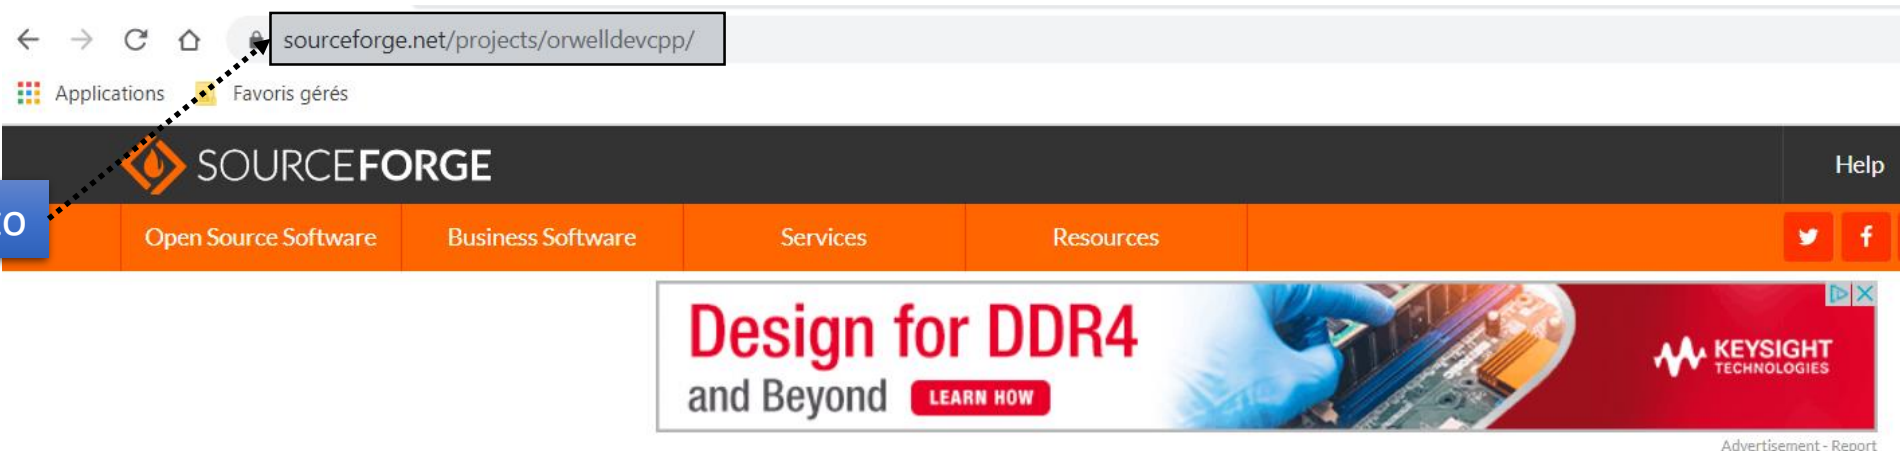 sourceforge.net/projects/orwelldevcpp/
Applications
Favoris gérés
SOURCEFORGE
Help
to
Open Source Software
Business Software
Services
Resources
Design for DDR4
and Beyond
LEARN HOW
KEYSIGHT
TECHNOLOGIES
Advertisement - Report